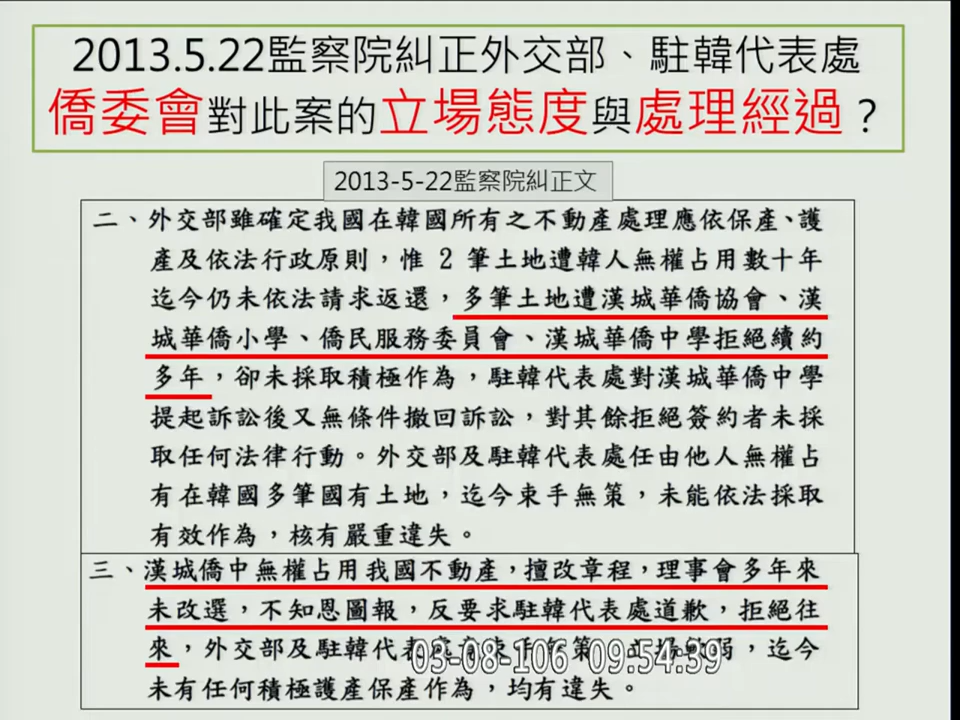 2013.5.22監察院糾正外交部、駐韓代表處
僑委會對此案的立場態度與處理經過？
2013-5-22監察院糾正文
二、外交部雖確定我國在韓國所有之不動產處理應依保產、護
產及依法行政原則，惟 2 筆土地遭韓人無權占用數十年
迄今仍未依法請求返還，多筆土地遭漢城華僑協會、漢
城華僑小學、僑民服務委員會、漢城華僑中學拒絕續約
多年，卻未採取積極作為，駐韓代表處對漢城華僑中學
提起訴訟後又無條件撤回訴訟，對其餘拒絕簽約者未採
取任何法律行動。外交部及駐韓代表處任由他人無權占
有在韓國多筆國有土地，迄今束手無策，未能依法採取
有效作為，核有嚴重違失。
三、漢城僑中無權占用我國不動產，擅改章程，理事會多年來
未改選，不知恩圖報，反要求駐韓代表處道歉，拒絕往
來，外交部及駐韓代表處束手無策，立場軟弱，迄今
03-08-106 09:54:39
未有任何積極護產保產作為，均有違失。